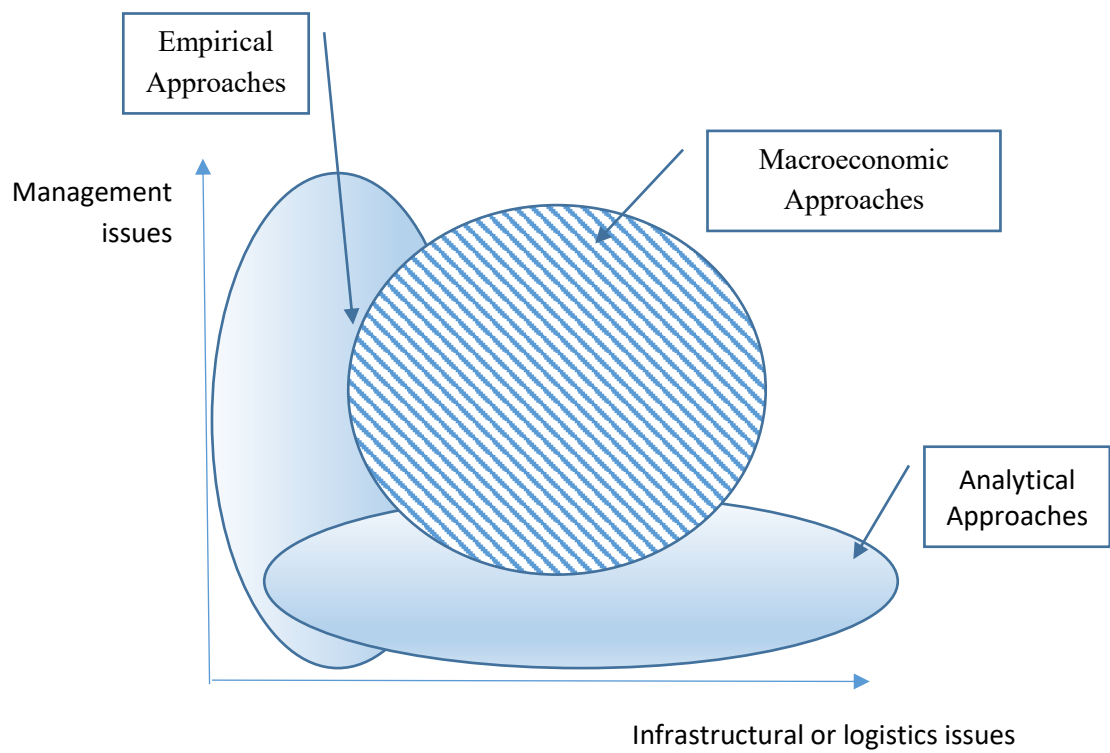 Empirical
Approaches
Macroeconomic
Approaches
Management
issues
Analytical
Approaches
Infrastructural or logistics issues